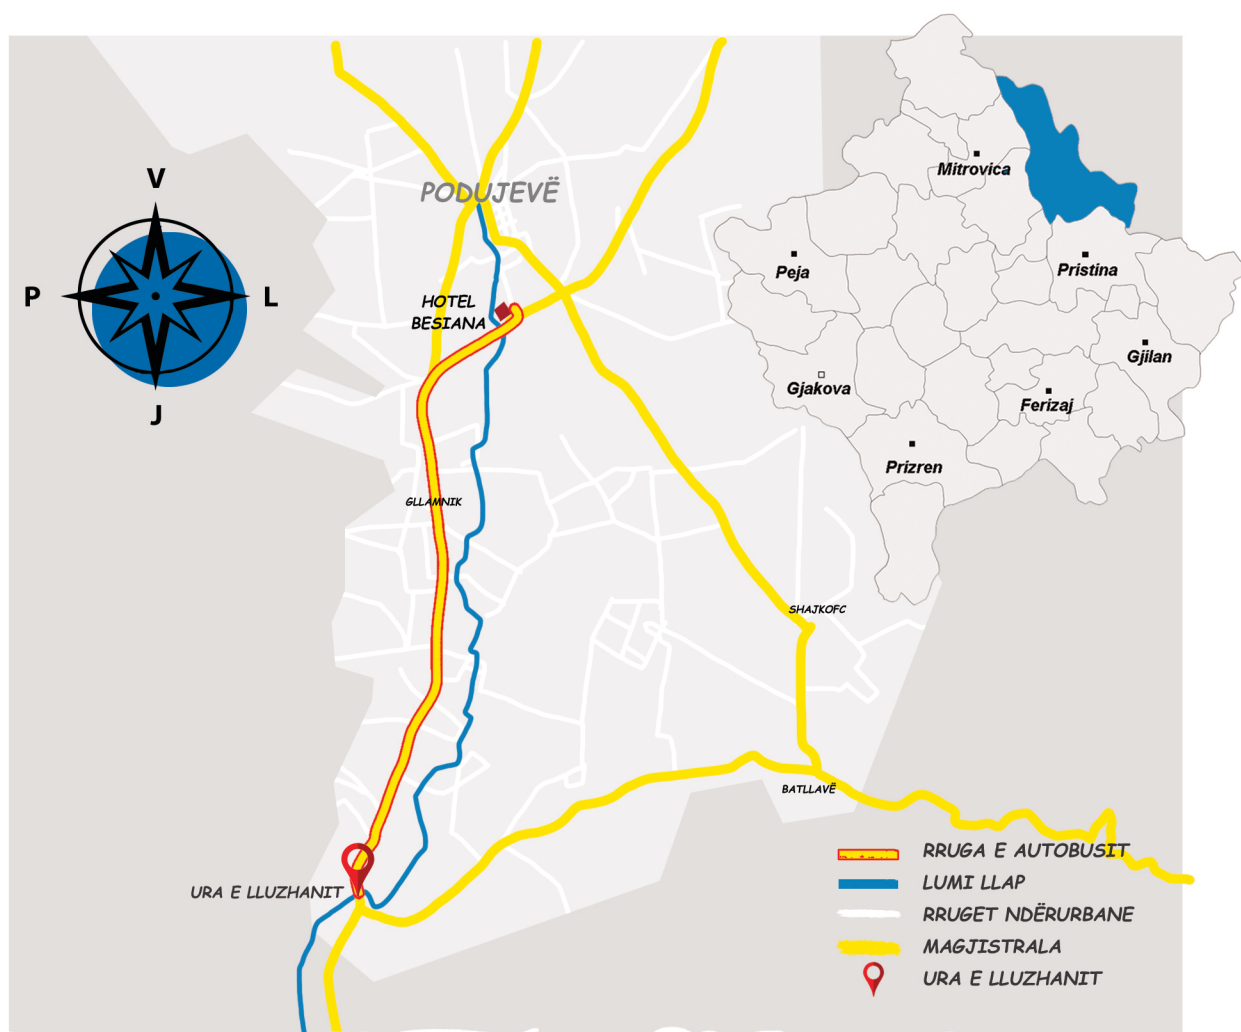 V
P
L
J
PODUJEVË
HOTEL
BESIANA
GLLAMNIK
SHAJKOFC
BATLLAVË
URA E LLUZHANIT
Mitrovica
Peja
Pristina
Gjilan
Gjakova
Ferizaj
Prizren
RRUGA E AUTOBUSIT
LUMI LLAP
RRUGET NDËRURBANE
MAGJISTRALA
URA E LLUZHANIT